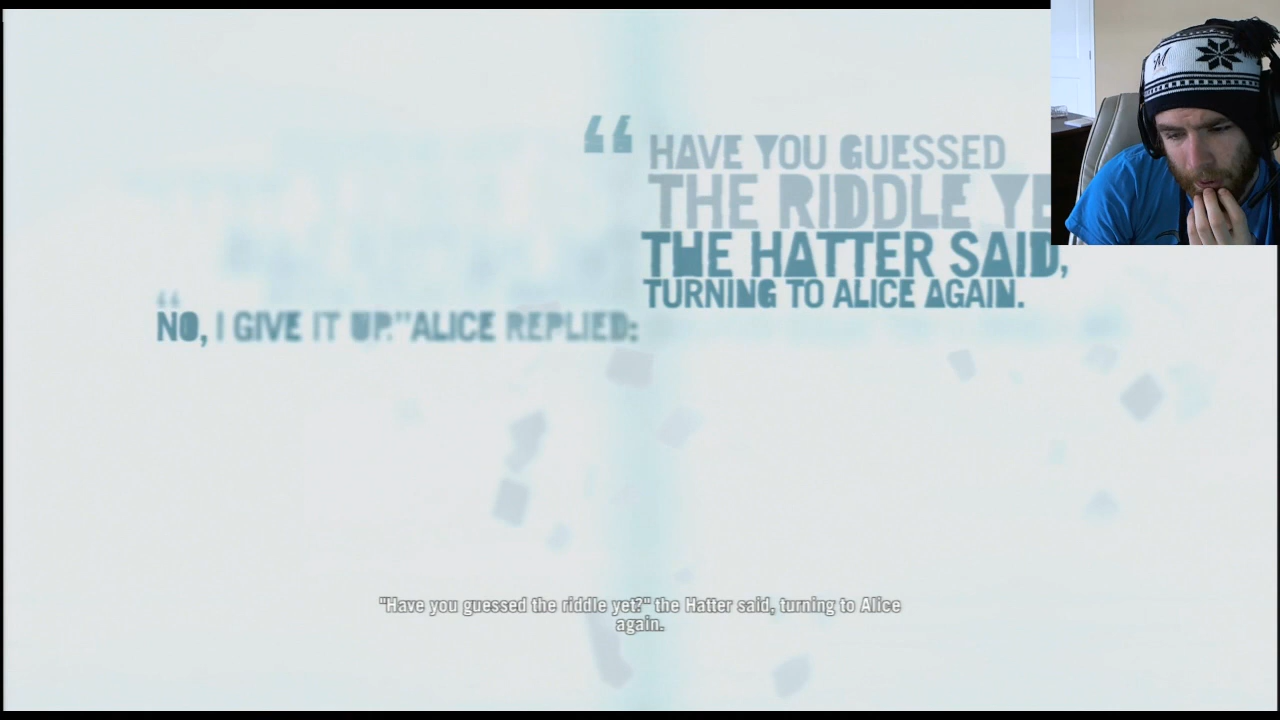 “ HAVE YOU GUESSED
THE RIDDLE YE
THE HATTER SAID,
TURNING TO ALICE AGAIN.
“NO, I GIVE IT UP."ALICE REPLIED:
"Have you guessed the riddle yet?" the Hatter said, turning to Alice
again.